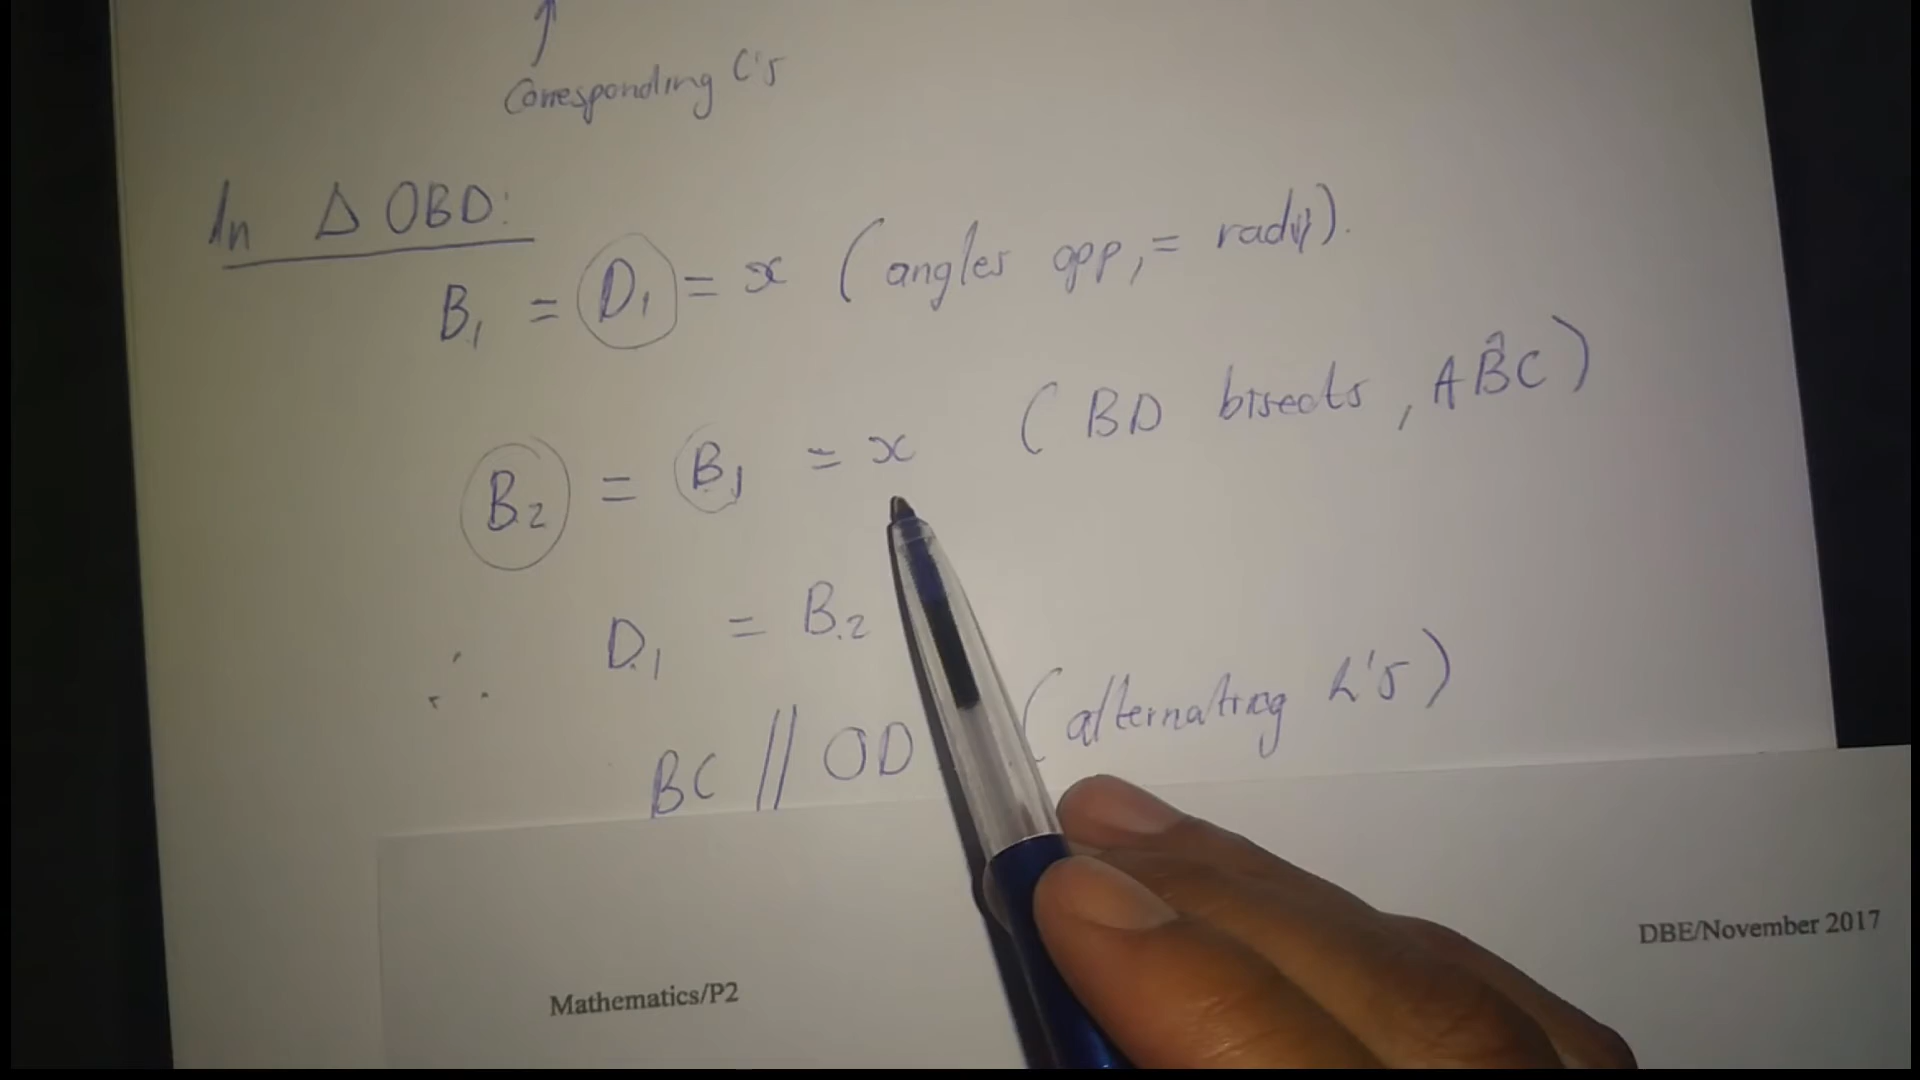 Corresponding L's
In Δ OBD:
B₁ = D₁ = x (angles opp, = radii).
B₂ = B₁ = x (BD bisects, AB̂C)
∴ D₁ = B₂
BC // OD (alternating L's)
DBE/November 2017
Mathematics/P2